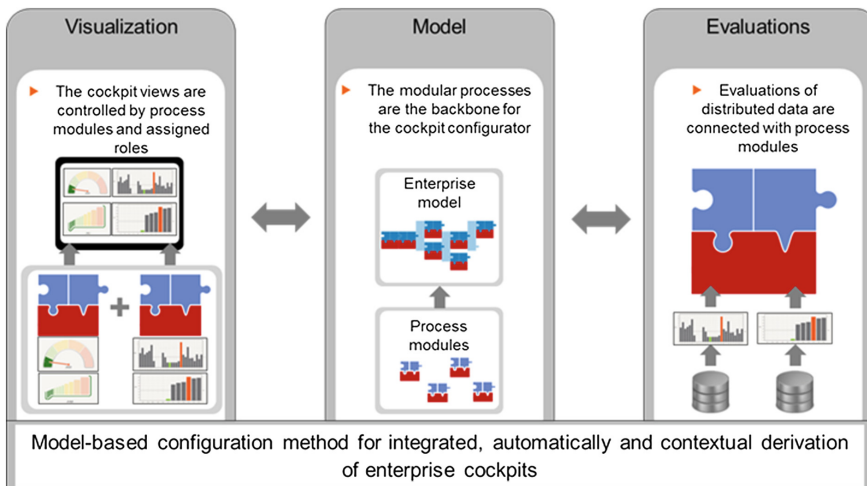 Visualization
The cockpit views are
controlled by process
modules and assigned
roles
Model
The modular processes
are the backbone for
the cockpit configurator
Enterprise
model
Process
modules
Evaluations
Evaluations of
distributed data are
connected with process
modules
Model-based configuration method for integrated, automatically and contextual derivation
of enterprise cockpits